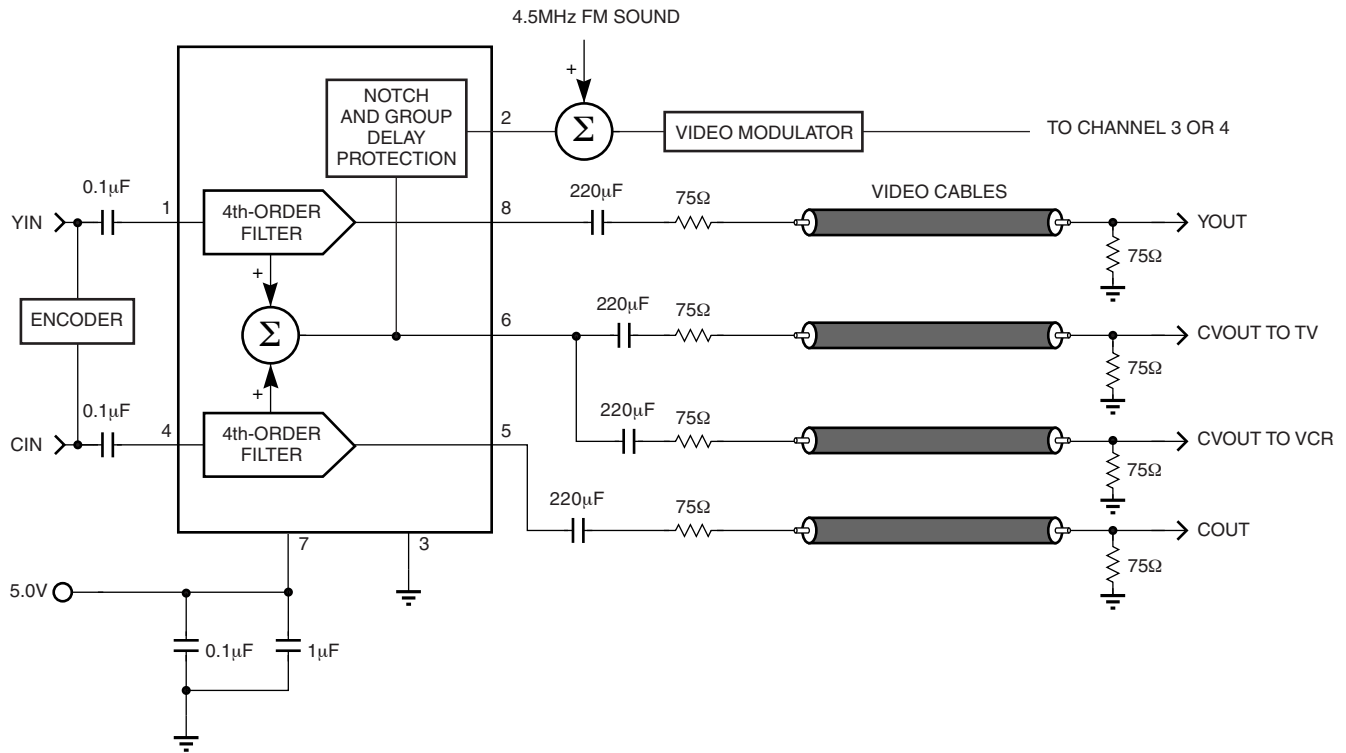 4.5MHz FM SOUND
+
NOTCH
AND GROUP
DELAY
PROTECTION
2
Σ
VIDEO MODULATOR
TO CHANNEL 3 OR 4
0.1µF
YIN
1
4th-ORDER
FILTER
8
220µF
75Ω
VIDEO CABLES
YOUT
75Ω
+
ENCODER
Σ
6
220µF
75Ω
CVOUT TO TV
75Ω
+
0.1µF
CIN
4
4th-ORDER
FILTER
5
220µF
75Ω
CVOUT TO VCR
75Ω
220µF
75Ω
COUT
75Ω
7
3
5.0V
0.1µF
1µF